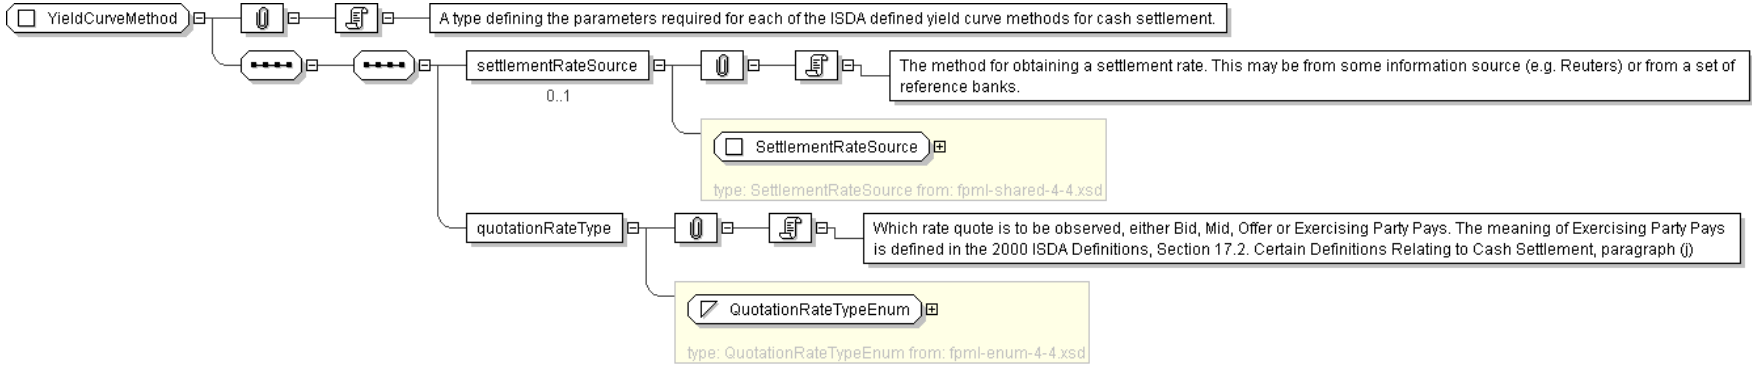 YieldCurveMethod
A type defining the parameters required for each of the ISDA defined yield curve methods for cash settlement.
settlementRateSource
0..1
The method for obtaining a settlement rate. This may be from some information source (e.g. Reuters) or from a set of
reference banks.
SettlementRateSource
type: SettlementRateSource from: fpml-shared-4-4.xsd
quotationRateType
Which rate quote is to be observed, either Bid, Mid, Offer or Exercising Party Pays. The meaning of Exercising Party Pays
is defined in the 2000 ISDA Definitions, Section 17.2. Certain Definitions Relating to Cash Settlement, paragraph (j)
QuotationRateTypeEnum
type: QuotationRateTypeEnum from: fpml-enum-4-4.xsd